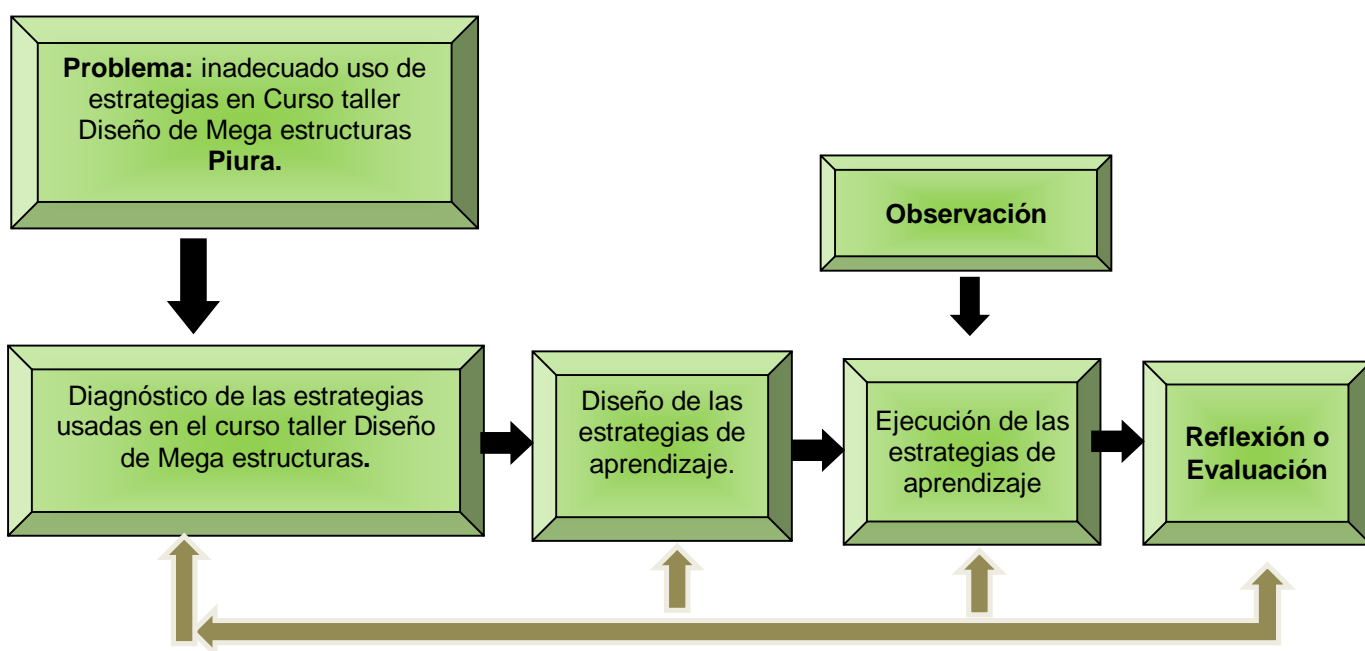 Problema: inadecuado uso de
estrategias en Curso taller
Diseño de Mega estructuras
Piura.
Observación
Diagnóstico de las estrategias
usadas en el curso taller Diseño
de Mega estructuras.
Diseño de las
estrategias de
aprendizaje.
Ejecución de las
estrategias de
aprendizaje
Reflexión o
Evaluación